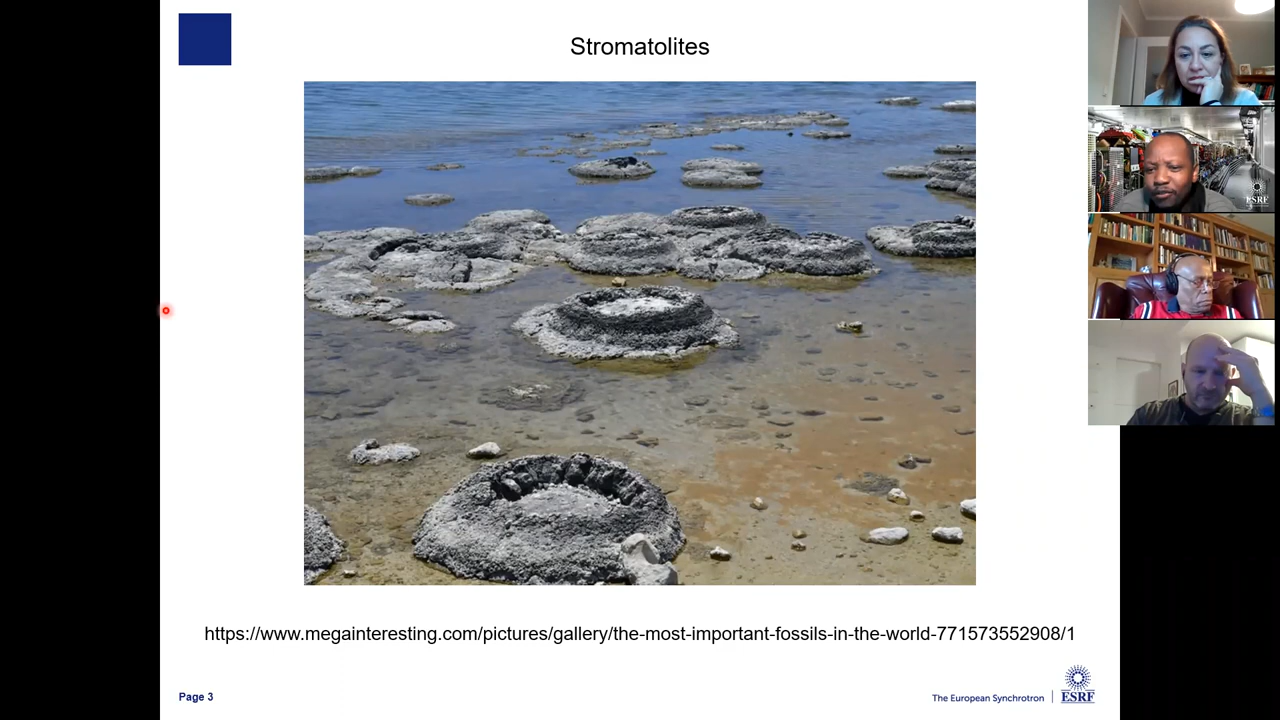 Stromatolites
ESRF
https://www.megainteresting.com/pictures/gallery/the-most-important-fossils-in-the-world-771573552908/1
Page 3
The European Synchrotron
ESRF